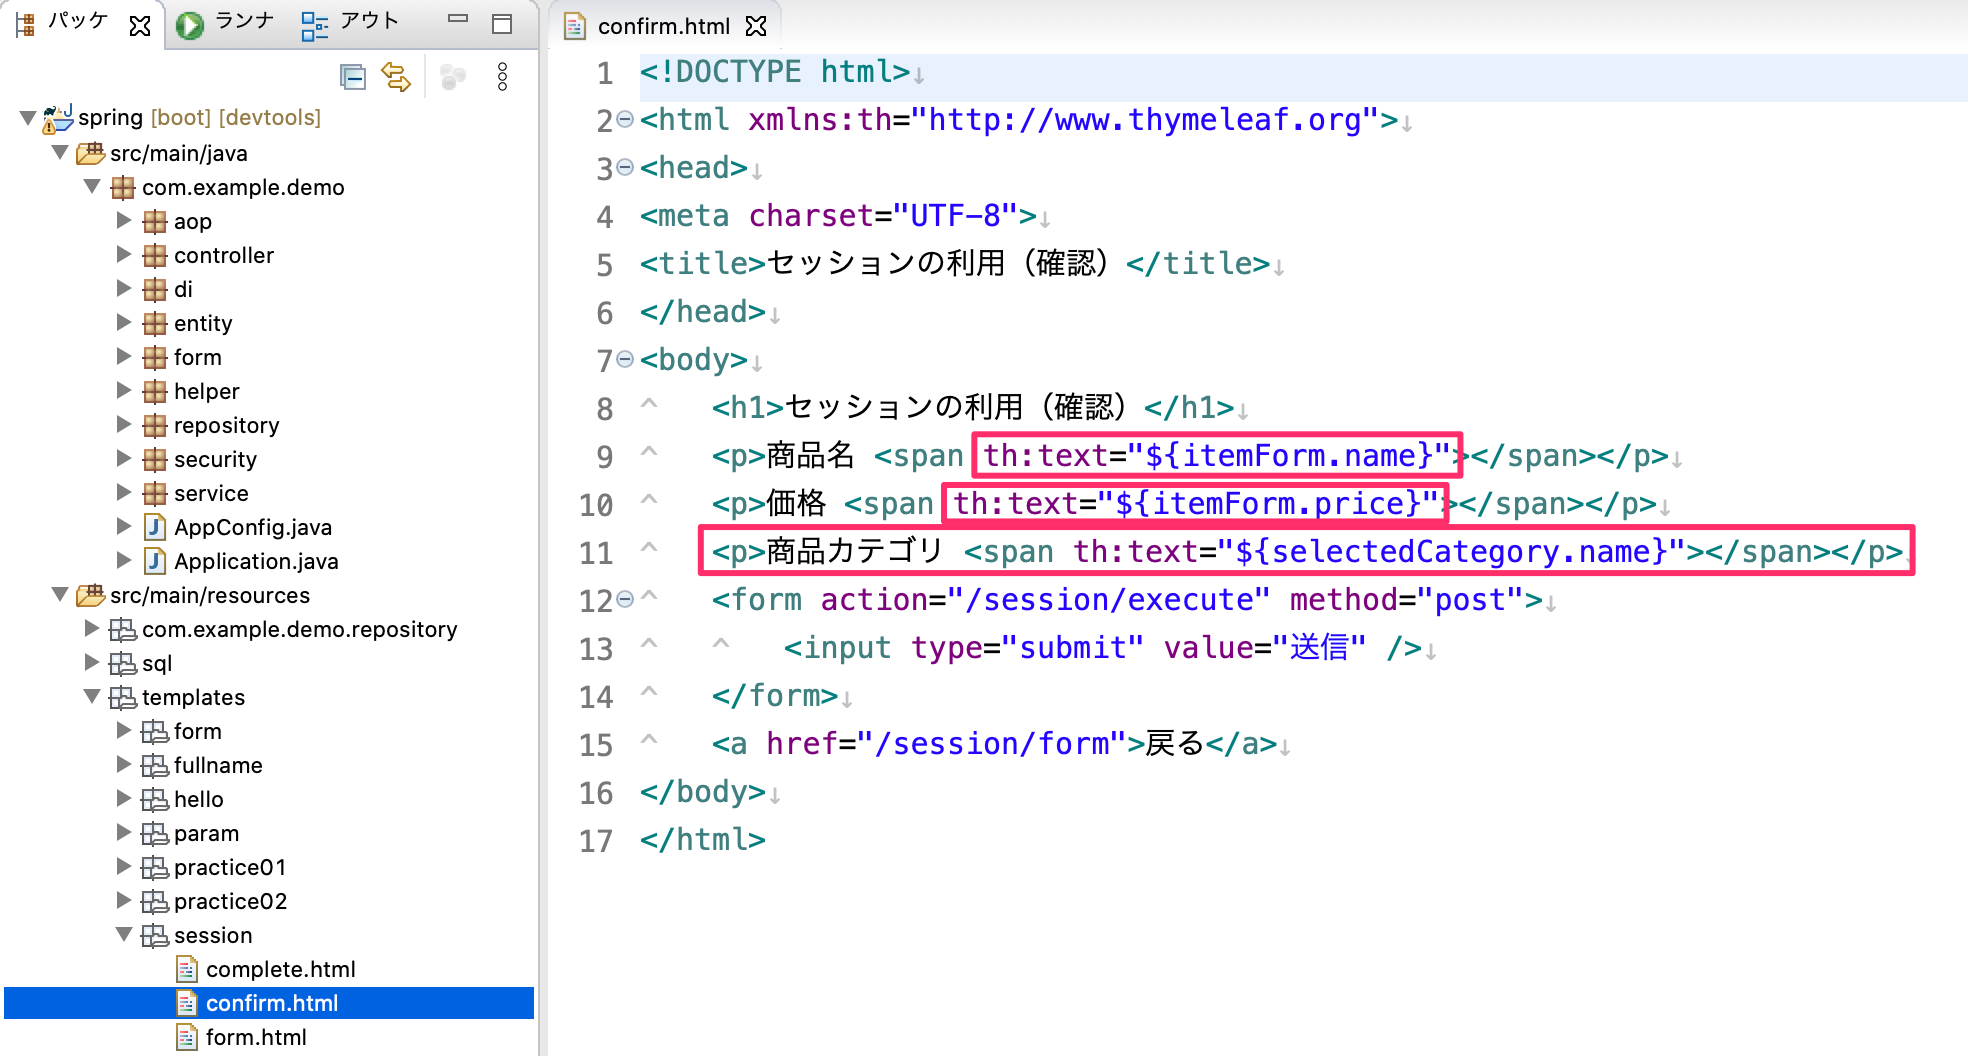 パッケ
ランナ
アウト
spring [boot] [devtools]
src/main/java
com.example.demo
aop
controller
di
entity
form
helper
repository
security
service
AppConfig.java
Application.java
src/main/resources
com.example.demo.repository
sql
templates
form
fullname
hello
param
practice01
practice02
session
complete.html
confirm.html
form.html
confirm.html
1 <!DOCTYPE html>↓
2 <html xmlns:th="http://www.thymeleaf.org">↓
3 <head>↓
4 <meta charset="UTF-8">↓
5 <title>セッションの利用（確認）</title>↓
6 </head>↓
7 <body>↓
8 ^ <h1>セッションの利用（確認）</h1>↓
9 ^ <p>商品名 <span th:text="${itemForm.name}"></span></p>↓
10 ^ <p>価格 <span th:text="${itemForm.price}"></span></p>↓
11 ^ <p>商品カテゴリ <span th:text="${selectedCategory.name}"></span></p>↓
12 ^ <form action="/session/execute" method="post">↓
13 ^ ^ <input type="submit" value="送信" />↓
14 ^ </form>↓
15 ^ <a href="/session/form">戻る</a>↓
16 </body>↓
17 </html>